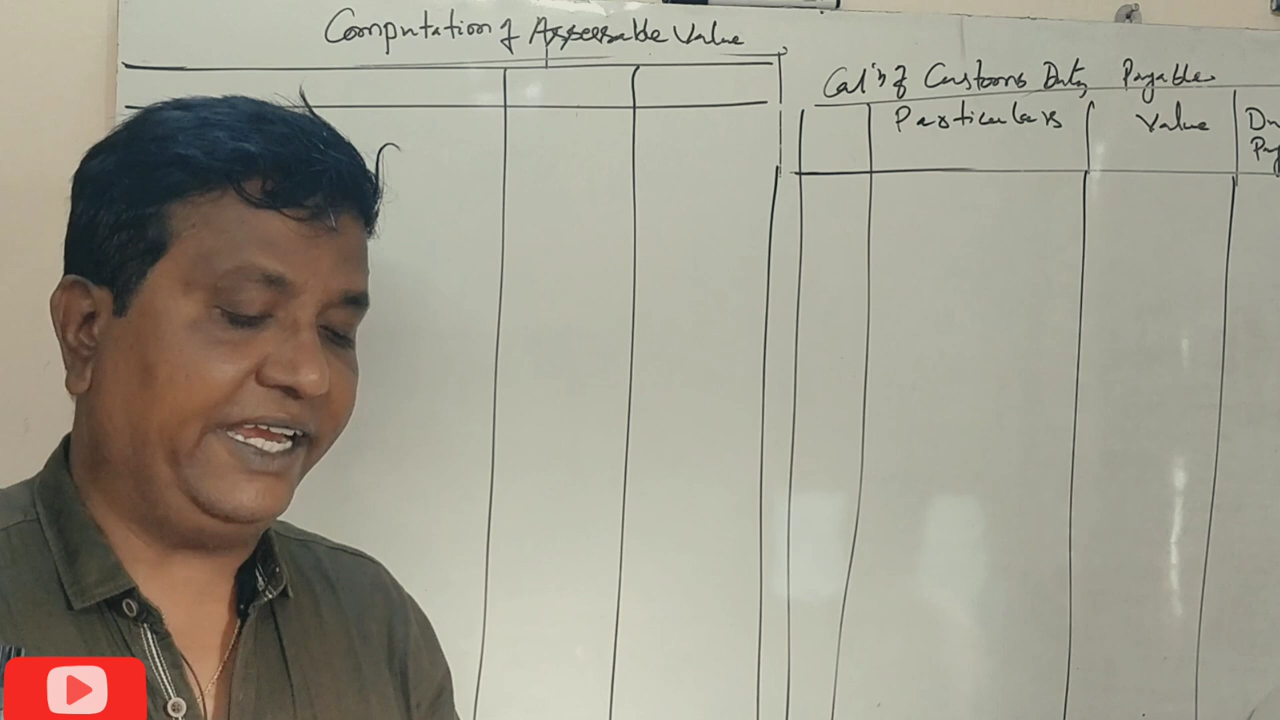 Computation of Assessable Value
Cal'n of Customs Duty Payable
Particulars
Value